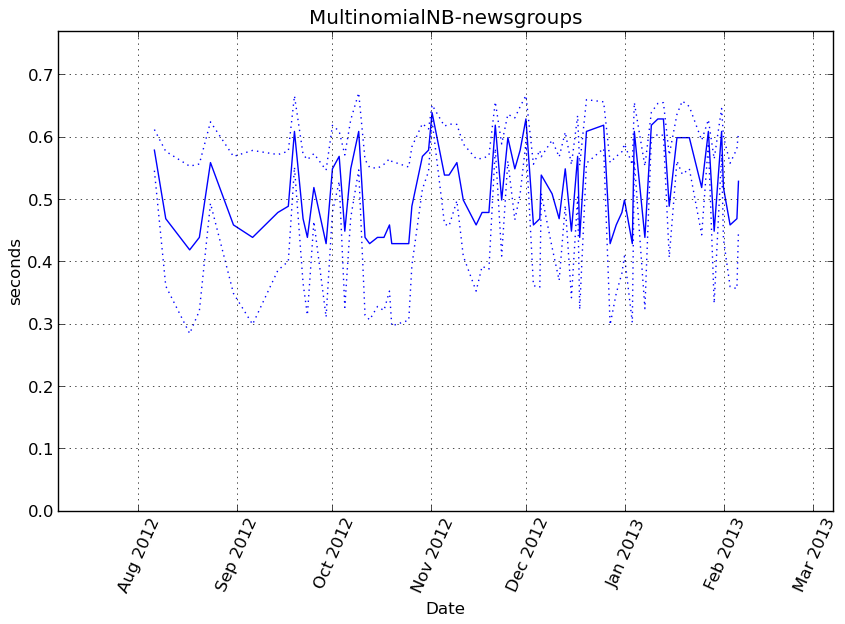 MultinomialNB-newsgroups
0.7
0.6
0.5
0.4
0.3
0.2
0.1
0.0
seconds
Aug 2012
Sep 2012
Oct 2012
Nov 2012
Dec 2012
Jan 2013
Feb 2013
Mar 2013
Date